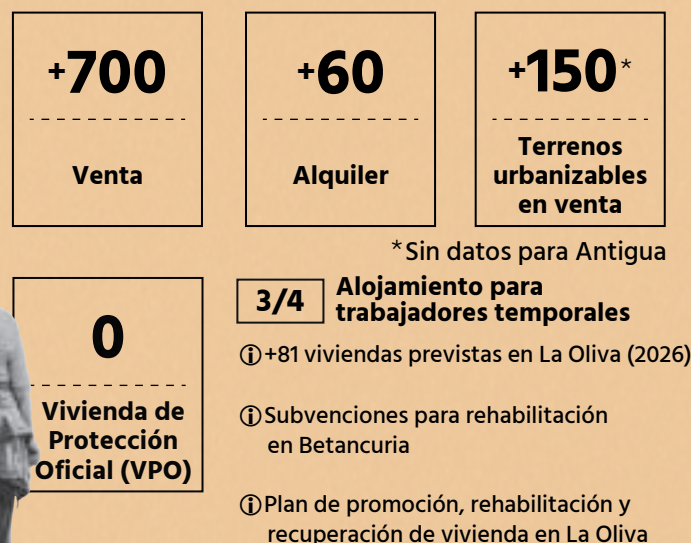 +700
Venta
+60
Alquiler
+150*
Terrenos
urbanizables
en venta
*Sin datos para Antigua
0
Vivienda de
Protección
Oficial (VPO)
3/4
Alojamiento para
trabajadores temporales
ⓘ+81 viviendas previstas en La Oliva (2026)
ⓘSubvenciones para rehabilitación
en Betancuria
ⓘPlan de promoción, rehabilitación y
recuperación de vivienda en La Oliva